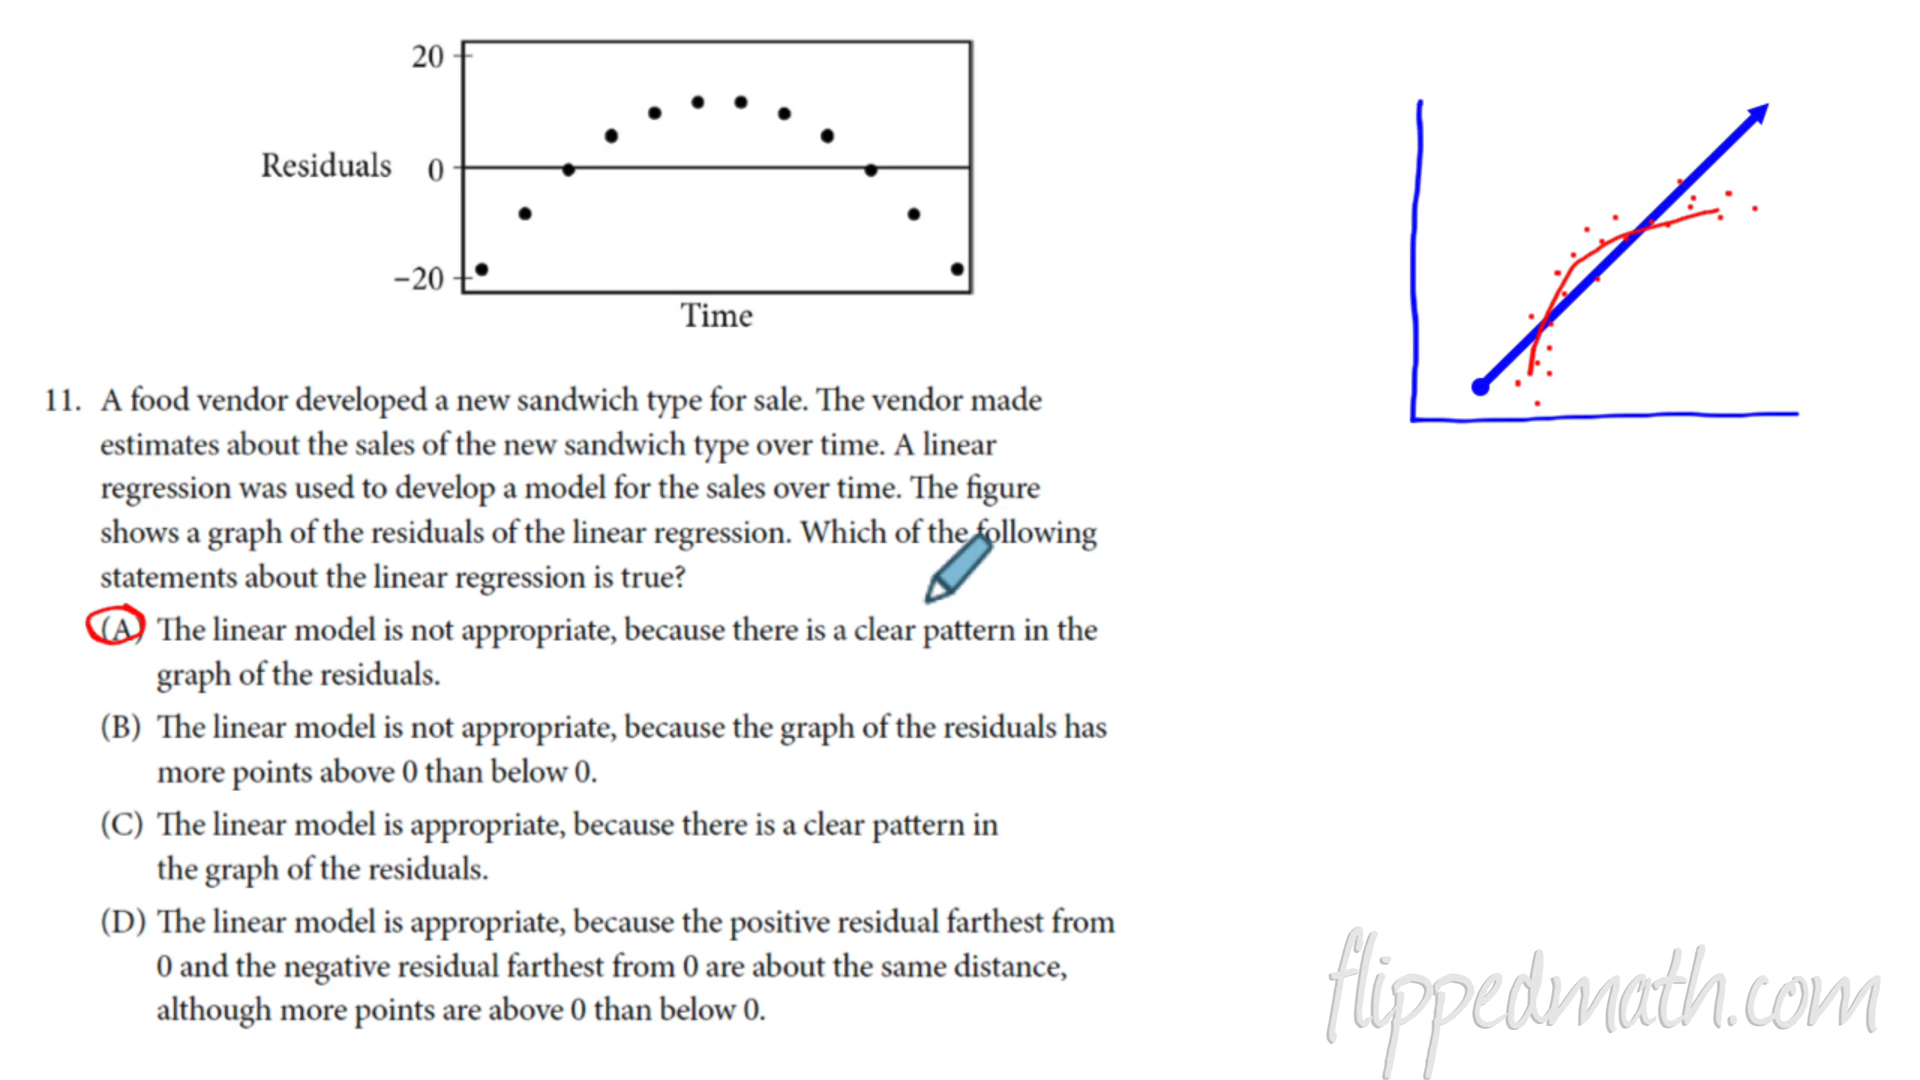 20
Residuals 0
−20
Time
11. A food vendor developed a new sandwich type for sale. The vendor made
estimates about the sales of the new sandwich type over time. A linear
regression was used to develop a model for the sales over time. The figure
shows a graph of the residuals of the linear regression. Which of the following
statements about the linear regression is true?
(A) The linear model is not appropriate, because there is a clear pattern in the
graph of the residuals.
(B) The linear model is not appropriate, because the graph of the residuals has
more points above 0 than below 0.
(C) The linear model is appropriate, because there is a clear pattern in
the graph of the residuals.
(D) The linear model is appropriate, because the positive residual farthest from
0 and the negative residual farthest from 0 are about the same distance,
although more points are above 0 than below 0.
flippedmath.com